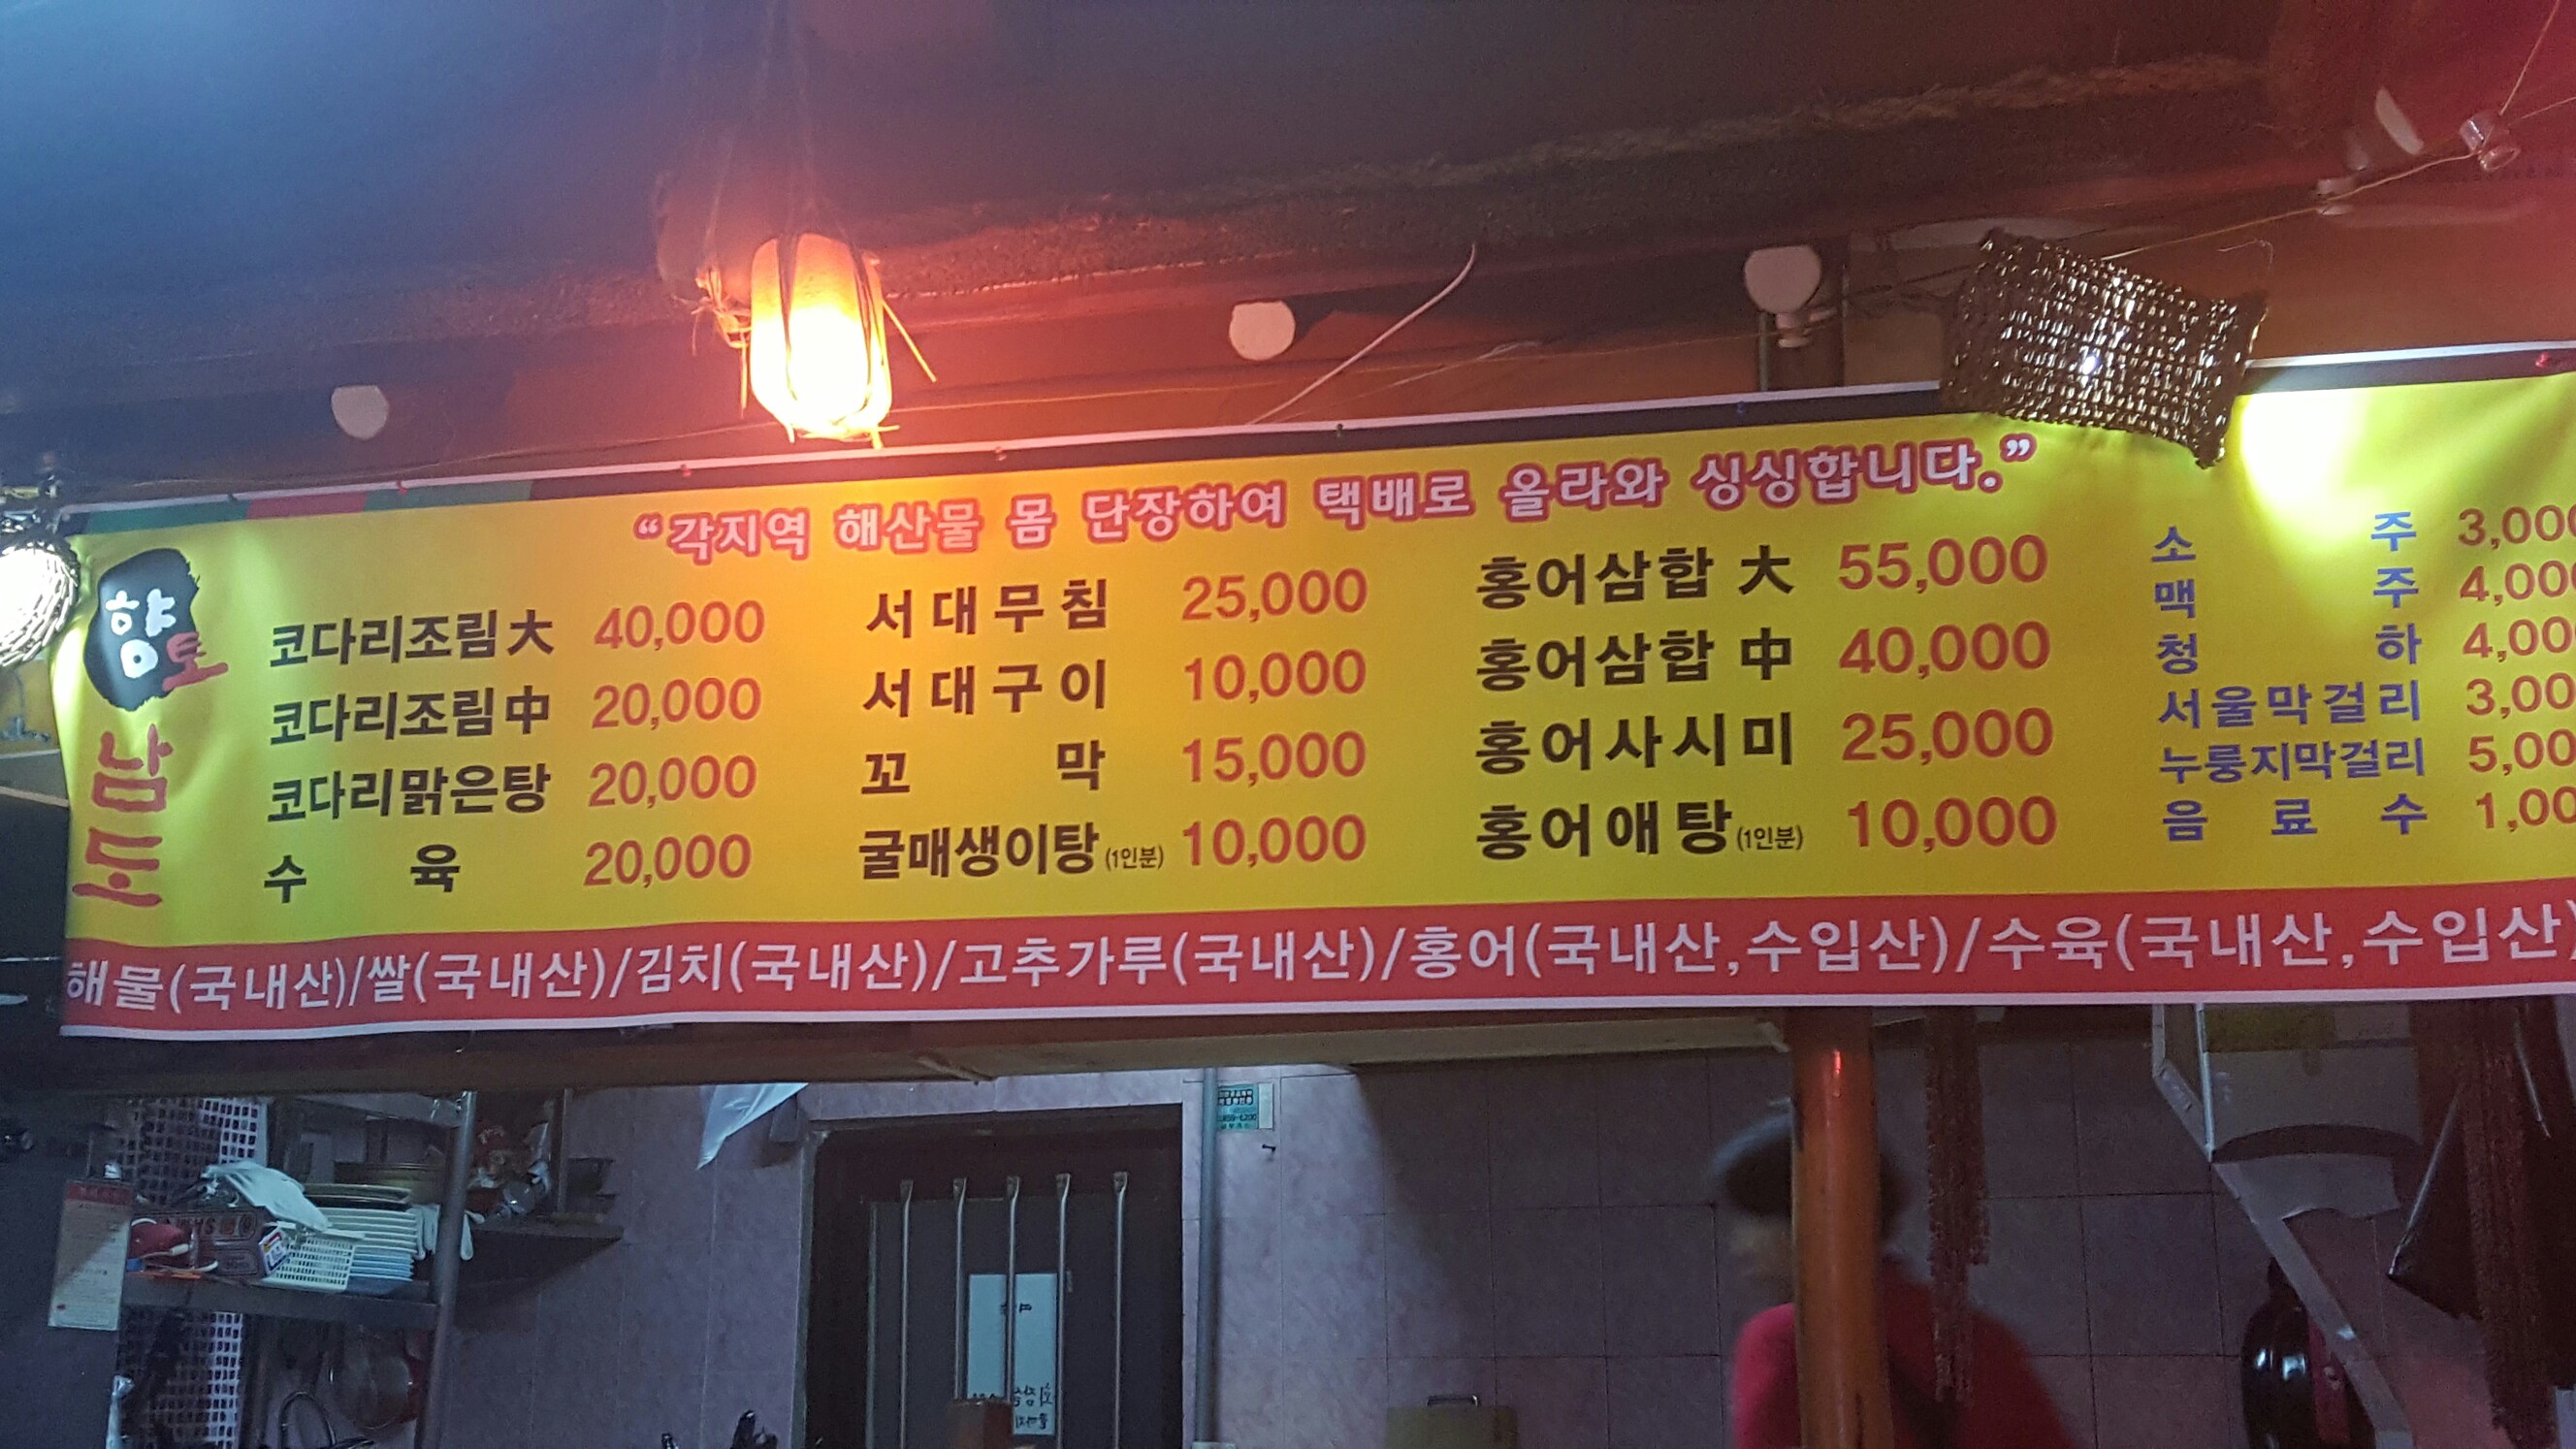 향토
남도
“각지역 해산물 몸 단장하여 택배로 올라와 싱싱합니다.”
코다리조림大 40,000
코다리조림中 20,000
코다리맑은탕 20,000
수육 20,000
서대무침 25,000
서대구이 10,000
꼬막 15,000
굴매생이탕(1인분) 10,000
홍어삼합 大 55,000
홍어삼합 中 40,000
홍어사시미 25,000
홍어애탕(1인분) 10,000
소주 3,000
맥주 4,000
청하 4,00
서울막걸리 3,00
누룽지막걸리 5,00
음료수 1,00
해물(국내산)/쌀(국내산)/김치(국내산)/고추가루(국내산)/홍어(국내산,수입산)/수육(국내산,수입산)